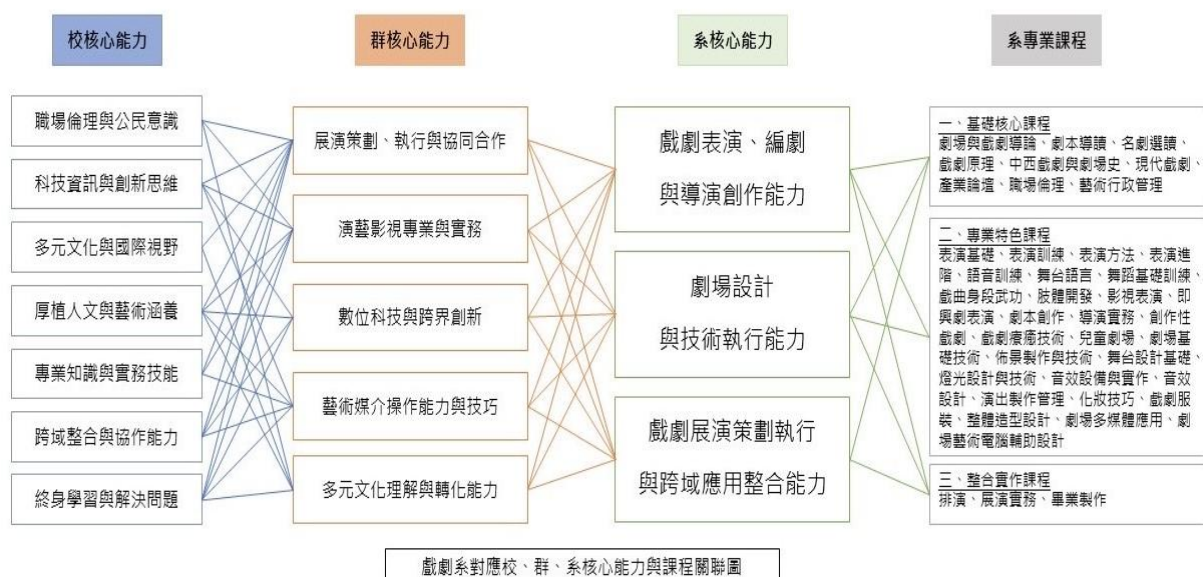 校核心能力
群核心能力
系核心能力
系專業課程
職場倫理與公民意識
科技資訊與創新思維
多元文化與國際視野
厚植人文與藝術涵養
專業知識與實務技能
跨域整合與協作能力
終身學習與解決問題
展演策劃、執行與協同合作
演藝影視專業與實務
數位科技與跨界創新
藝術媒介操作能力與技巧
多元文化理解與轉化能力
戲劇表演、編劇
與導演創作能力
劇場設計
與技術執行能力
戲劇展演策劃執行
與跨域應用整合能力
一、基礎核心課程
劇場與戲劇導論、劇本導讀、名劇選讀、
戲劇原理、中西戲劇與劇場史、現代戲劇、
產業論壇、職場倫理、藝術行政管理
二、專業特色課程
表演基礎、表演訓練、表演方法、表演進
階、語音訓練、舞台語言、舞蹈基礎訓練、
戲曲身段武功、肢體開發、影視表演、即
興劇表演、劇本創作、導演實務、創作性
戲劇、戲劇療癒技術、兒童劇場、劇場基
礎技術、佈景製作與技術、舞台設計基礎、
燈光設計與技術、音效設備與實作、音效
設計、演出製作管理、化妝技巧、戲劇服
裝、整體造型設計、劇場多媒體應用、劇
場藝術電腦輔助設計
三、整合實作課程
排演、展演實務、畢業製作
戲劇系對應校、群、系核心能力與課程關聯圖